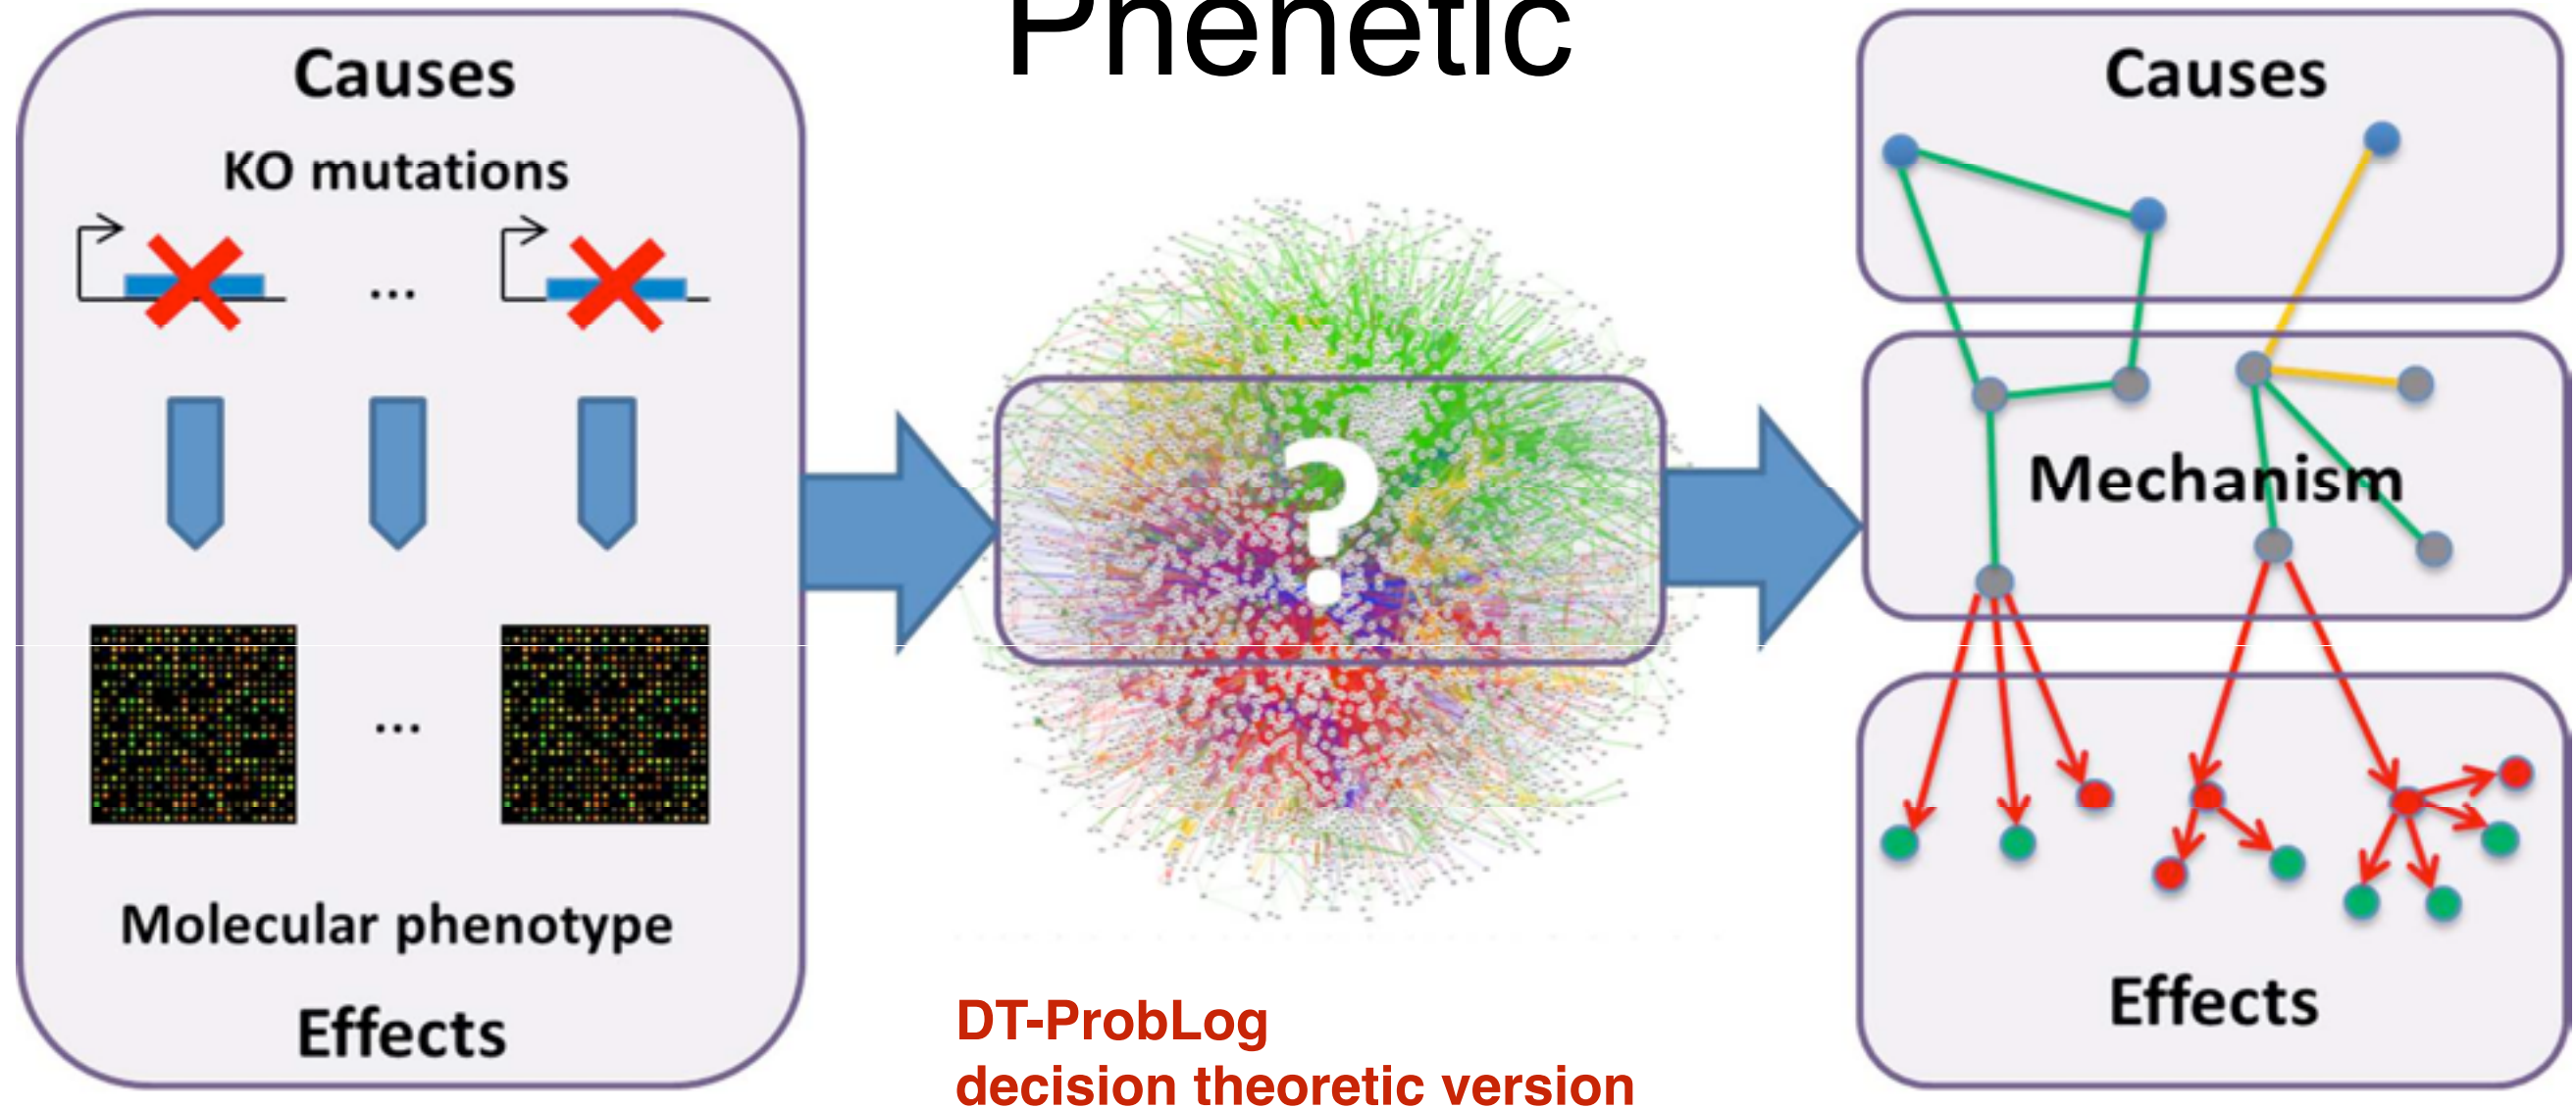 Phenetic
Causes
KO mutations
...
...
Molecular phenotype
Effects
?
DT-ProbLog
decision theoretic version
Causes
Mechanism
Effects